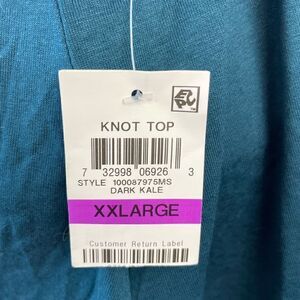 KNOT TOP
7 32998 06926 3
STYLE 100087975MS
DARK KALE
XXLARGE
Customer Return Label